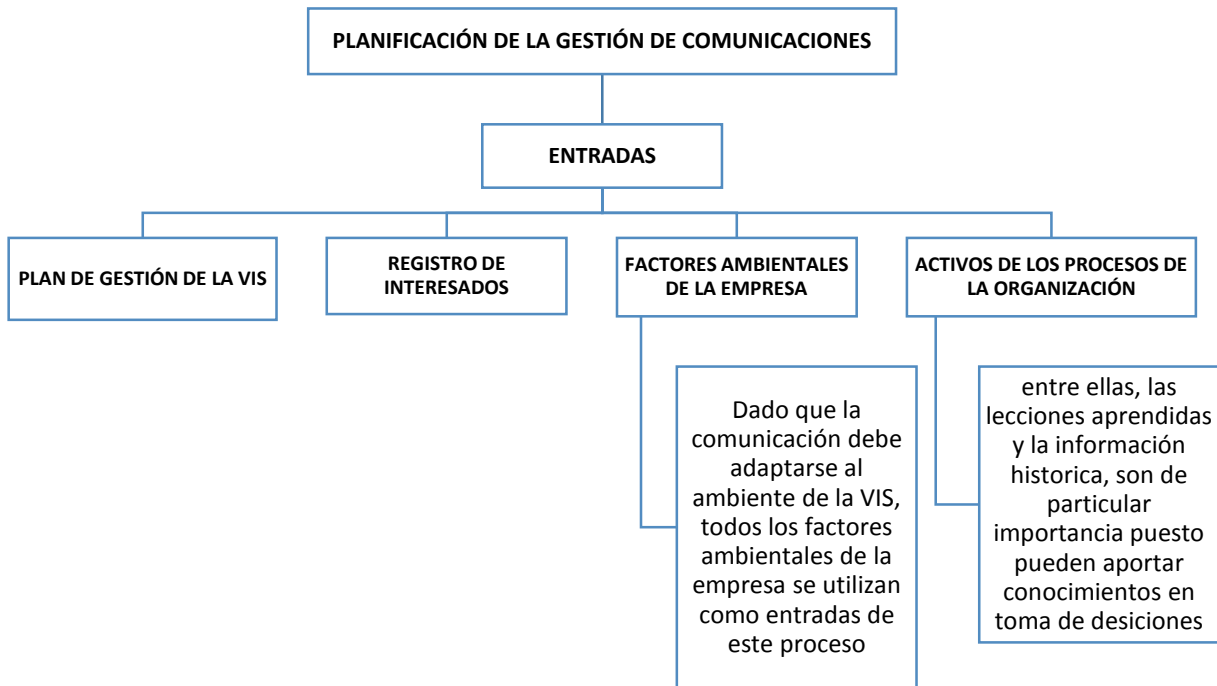 PLANIFICACIÓN DE LA GESTIÓN DE COMUNICACIONES
ENTRADAS
PLAN DE GESTIÓN DE LA VIS
REGISTRO DE
INTERESADOS
FACTORES AMBIENTALES
DE LA EMPRESA
ACTIVOS DE LOS PROCESOS DE
LA ORGANIZACIÓN
Dado que la
comunicación debe
adaptarse al
ambiente de la VIS,
todos los factores
ambientales de la
empresa se utilizan
como entradas de
este proceso
entre ellas, las
lecciones aprendidas
y la información
historica, son de
particular
importancia puesto
pueden aportar
conocimientos en
toma de desiciones